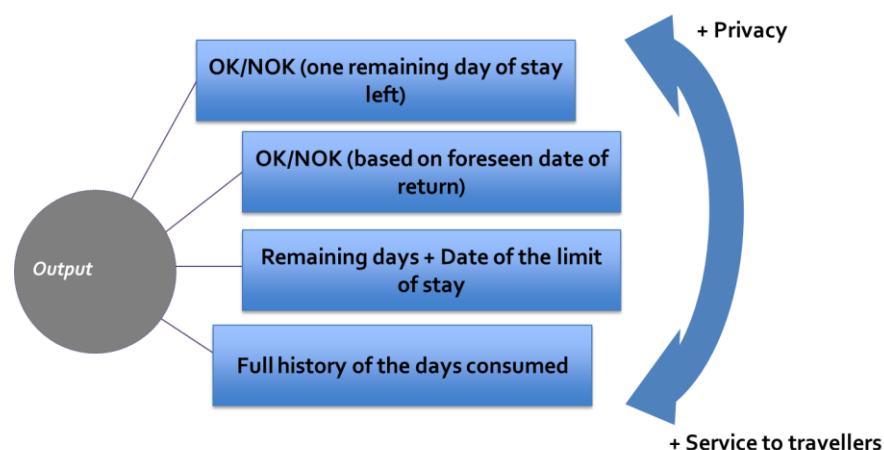 + Privacy
OK/NOK (one remaining day of stay
left)
OK/NOK (based on foreseen date of
return)
Output
Remaining days + Date of the limit
of stay
Full history of the days consumed
+ Service to travellers